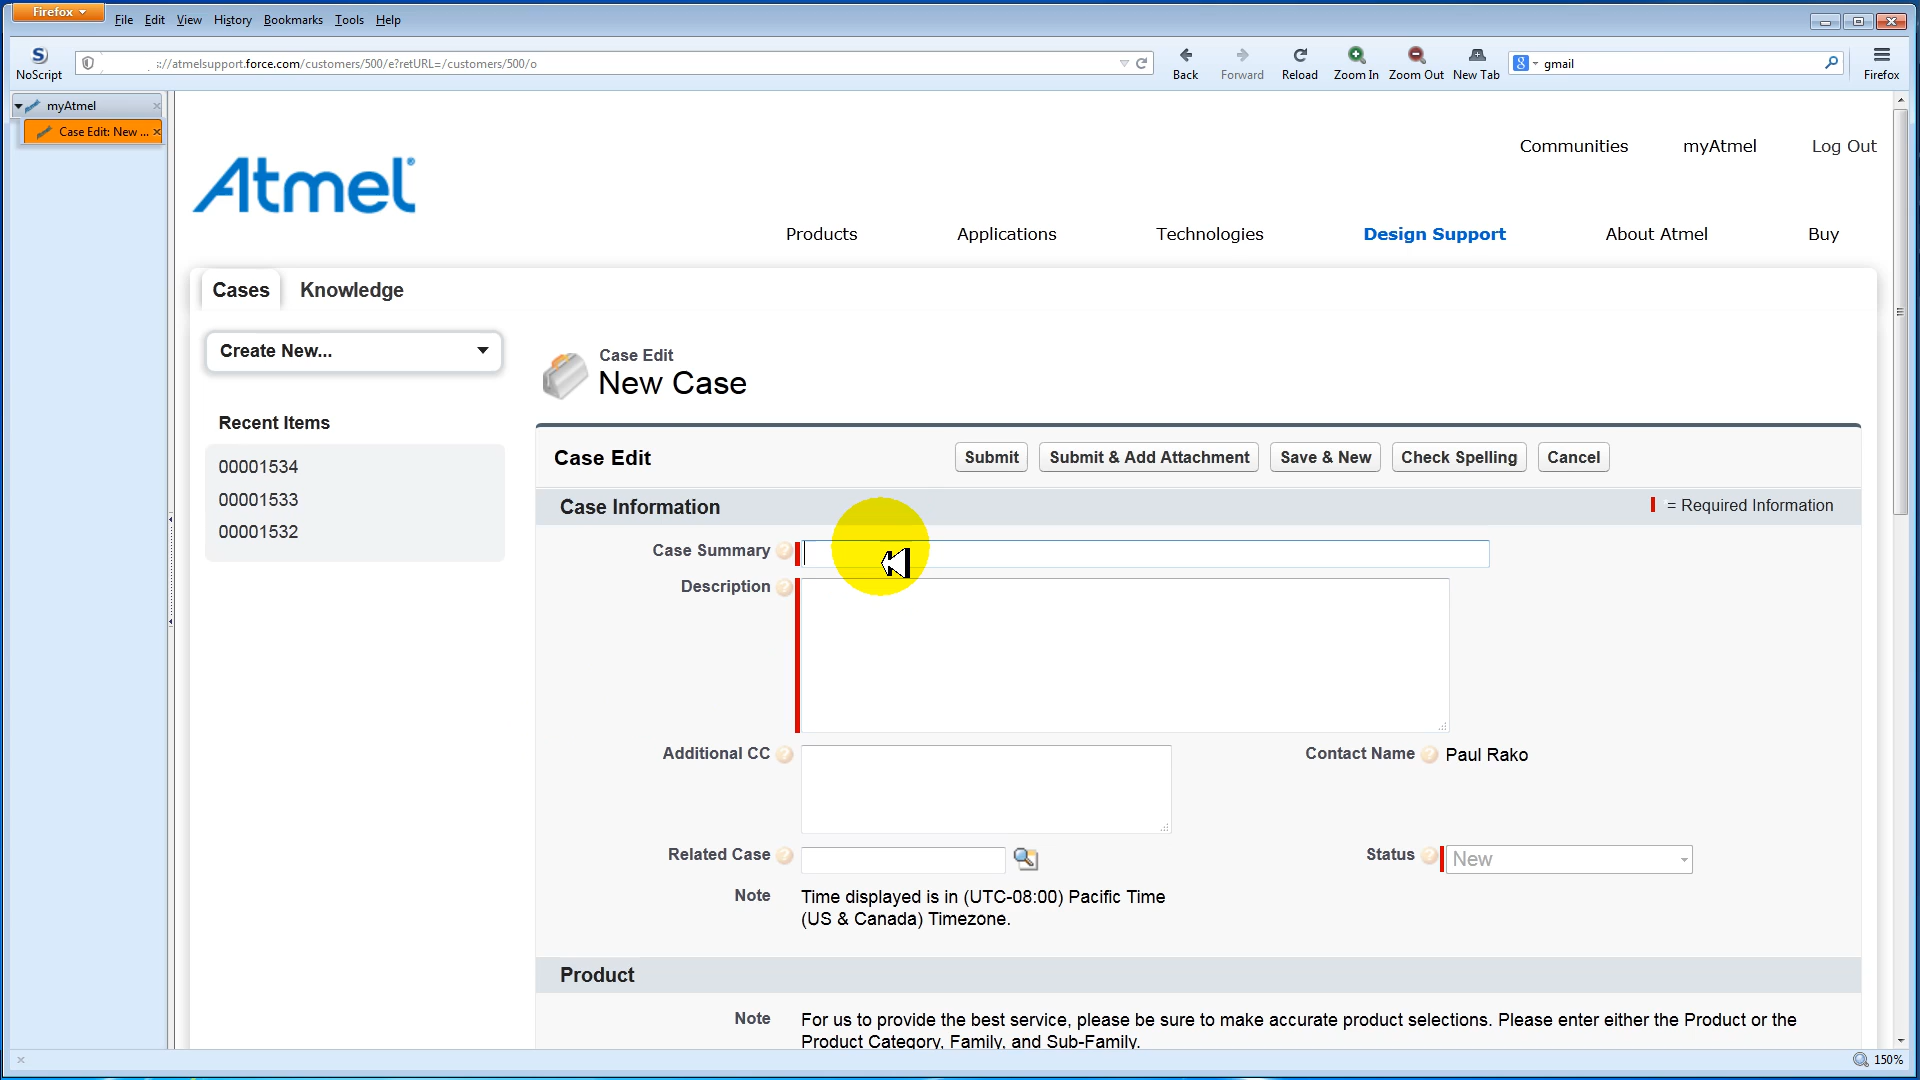 Firefox
File Edit View History Bookmarks Tools Help
S
NoScript
://atmelsupport.force.com/customers/500/e?retURL=/customers/500/o
Back
Forward
Reload
Zoom In
Zoom Out
New Tab
gmail
Firefox
myAtmel
Case Edit: New ...
Communities myAtmel Log Out
Atmel
Products Applications Technologies Design Support About Atmel Buy
Cases Knowledge
Create New...
Recent Items
00001534
00001533
00001532
Case Edit
New Case
Case Edit Submit Submit & Add Attachment Save & New Check Spelling Cancel
Case Information = Required Information
Case Summary
Description
Additional CC
Contact Name Paul Rako
Related Case
Status New
Note Time displayed is in (UTC-08:00) Pacific Time
(US & Canada) Timezone.
Product
Note For us to provide the best service, please be sure to make accurate product selections. Please enter either the Product or the
Product Category, Family, and Sub-Family.
150%